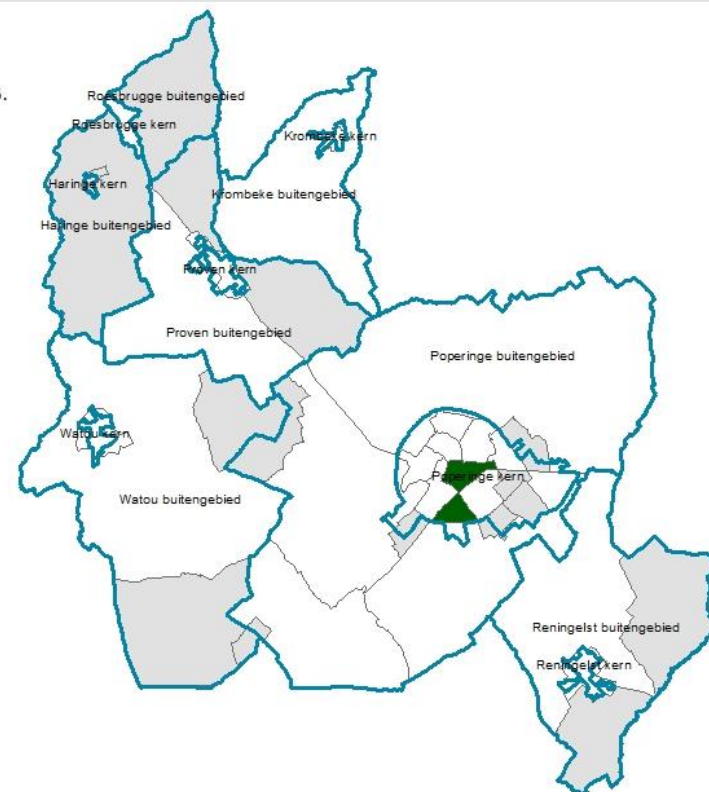 Roesbrugge buitengebied
Roesbrugge kern
Krombeke kern
Haringe kern
Krombeke buitengebied
Haringe buitengebied
Proven kern
Proven buitengebied
Poperinge buitengebied
Watou kern
Poperinge kern
Watou buitengebied
Reningelst buitengebied
Reningelst kern